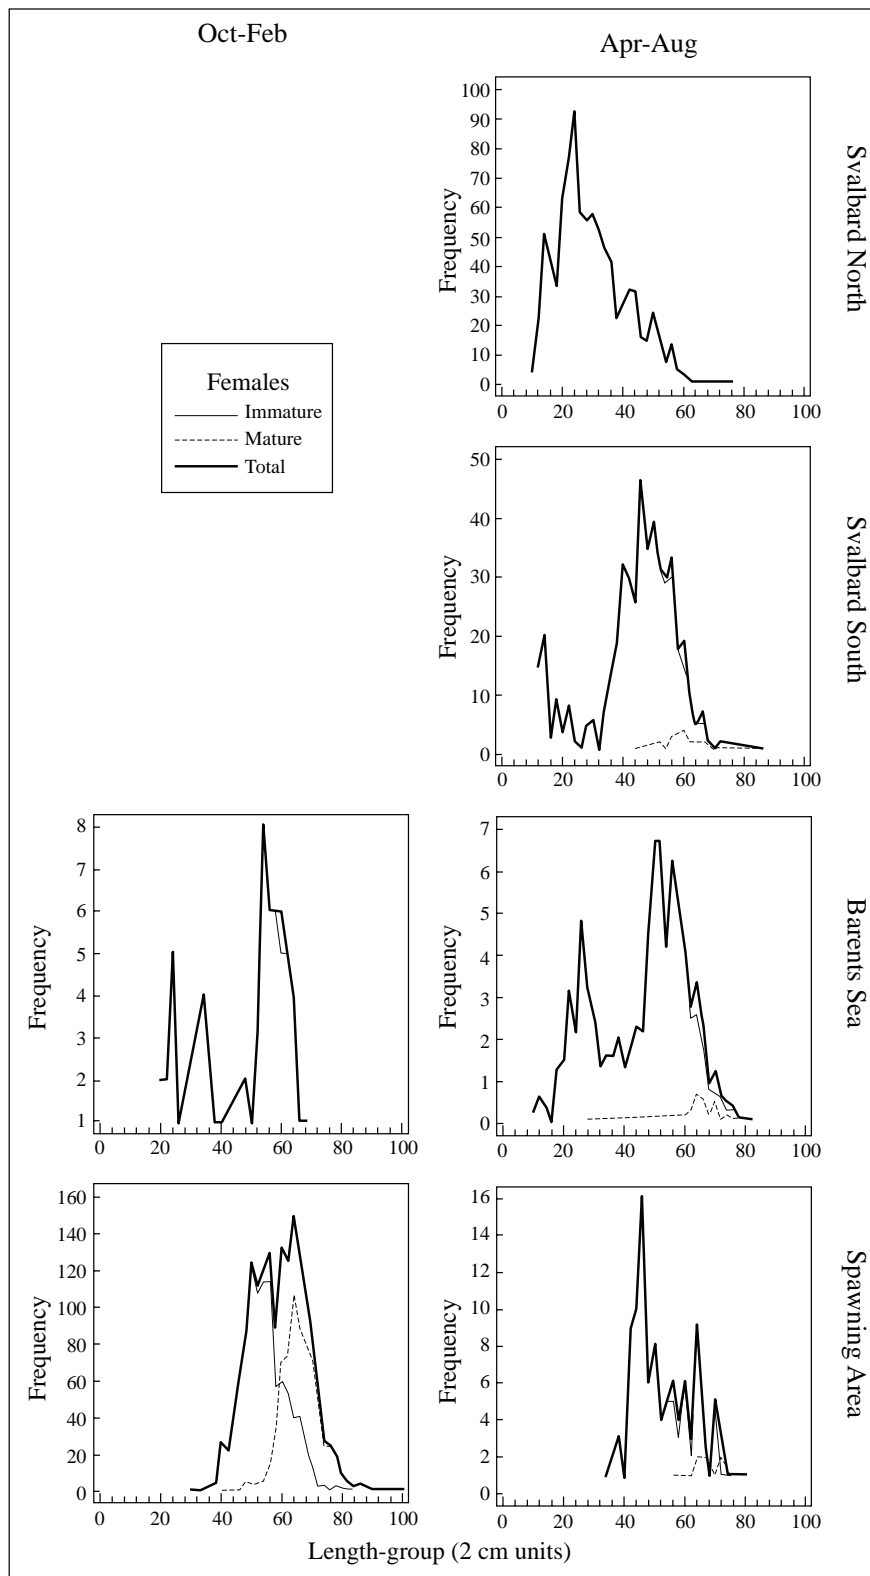 Oct-Feb
Apr-Aug
Females
Immature
Mature
Total
Frequency
100
90
80
70
60
50
40
30
20
10
0
0 20 40 60 80 100
Svalbard North
Frequency
50
40
30
20
10
0
0 20 40 60 80 100
Svalbard South
Frequency
8
7
6
5
4
3
2
1
0 20 40 60 80 100
Frequency
7
6
5
4
3
2
1
0
0 20 40 60 80 100
Barents Sea
Frequency
160
140
120
100
80
60
40
20
0
0 20 40 60 80 100
Frequency
16
14
12
10
8
6
4
2
0
0 20 40 60 80 100
Spawning Area
Length-group (2 cm units)